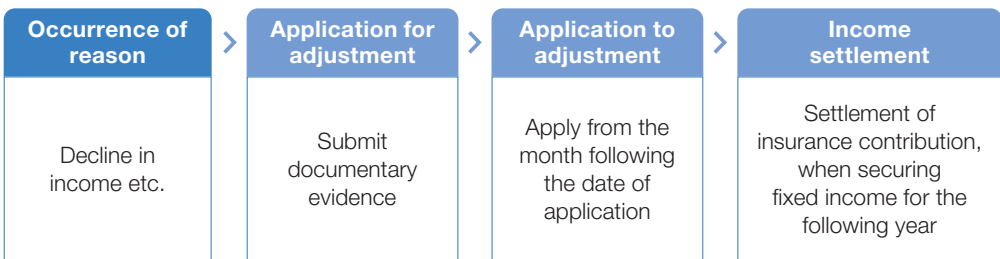 Occurrence of
reason
Decline in
income etc.
Application for
adjustment
Submit
documentary
evidence
Application to
adjustment
Apply from the
month following
the date of
application
Income
settlement
Settlement of
insurance contribution,
when securing
fixed income for the
following year